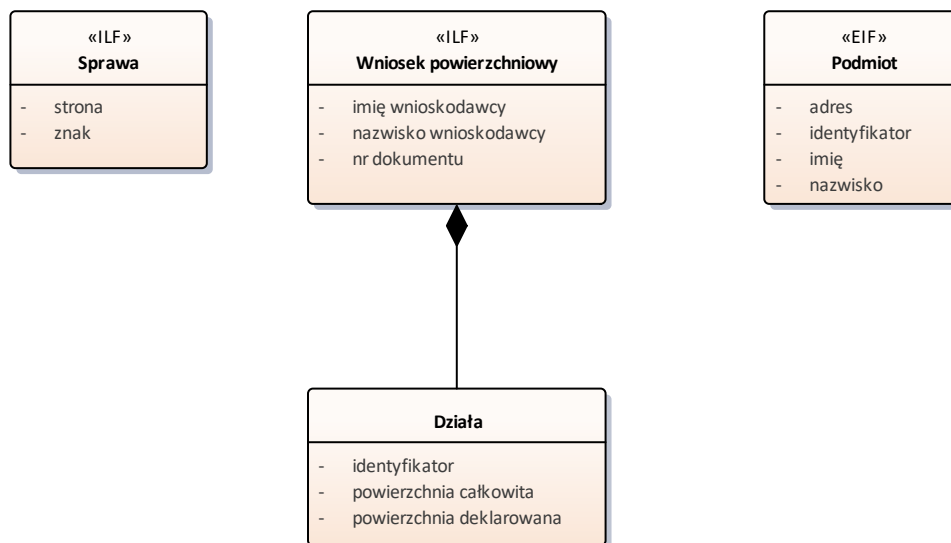 «ILF»
Sprawa
- strona
- znak
«ILF»
Wniosek powierzchniowy
- imię wnioskodawcy
- nazwisko wnioskodawcy
- nr dokumentu
«EIF»
Podmiot
- adres
- identyfikator
- imię
- nazwisko
Działa
- identyfikator
- powierzchnia całkowita
- powierzchnia deklarowana